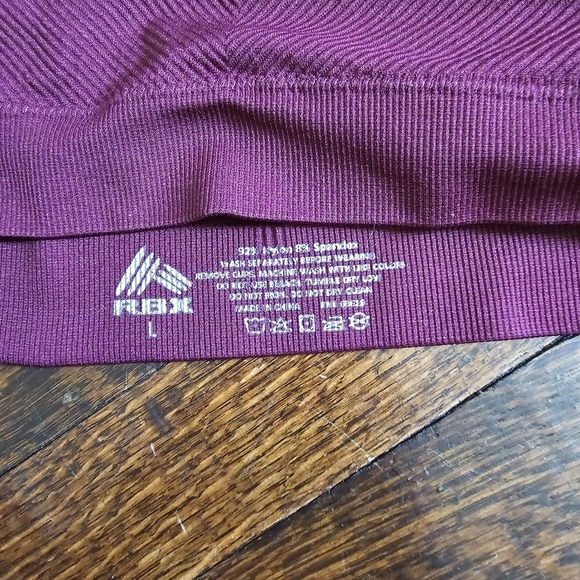 RBX
L
92% Nylon 8% Spandex
WASH SEPARATELY BEFORE WEARING
REMOVE CUPS, MACHINE WASH WITH LIKE COLORS
DO NOT USE BLEACH, TUMBLE DRY LOW
DO NOT IRON, DO NOT DRY CLEAN
MADE IN CHINA RN#